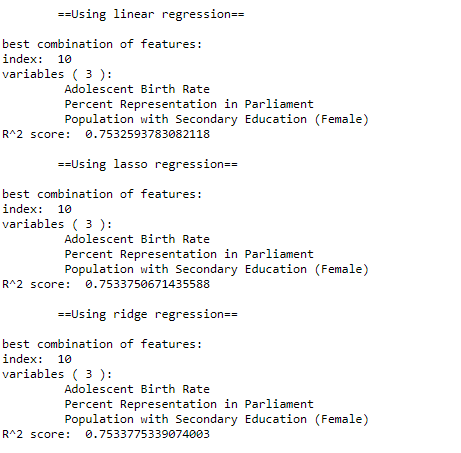 ==Using linear regression==
best combination of features:
index:  10
variables ( 3 ):
Adolescent Birth Rate
Percent Representation in Parliament
Population with Secondary Education (Female)
R^2 score:  0.7532593783082118
==Using lasso regression==
best combination of features:
index:  10
variables ( 3 ):
Adolescent Birth Rate
Percent Representation in Parliament
Population with Secondary Education (Female)
R^2 score:  0.7533750671435588
==Using ridge regression==
best combination of features:
index:  10
variables ( 3 ):
Adolescent Birth Rate
Percent Representation in Parliament
Population with Secondary Education (Female)
R^2 score:  0.7533775339074003